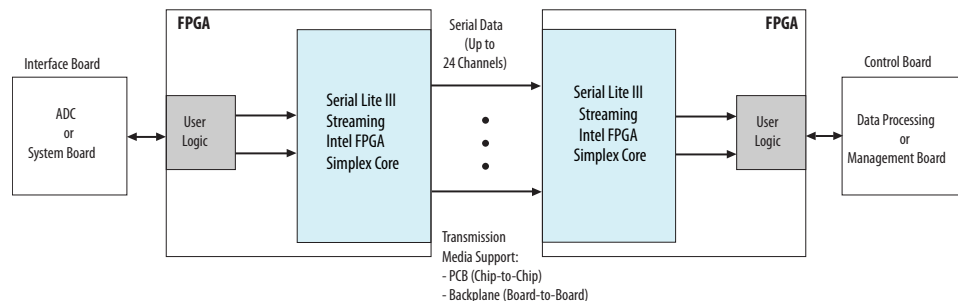 FPGA
Serial Data
(Up to
24 Channels)
FPGA
Interface Board
Control Board
ADC
or
System Board
User
Logic
Serial Lite III
Streaming
Intel FPGA
Simplex Core
Serial Lite III
Streaming
Intel FPGA
Simplex Core
User
Logic
Data Processing
or
Management Board
Transmission
Media Support:
- PCB (Chip-to-Chip)
- Backplane (Board-to-Board)